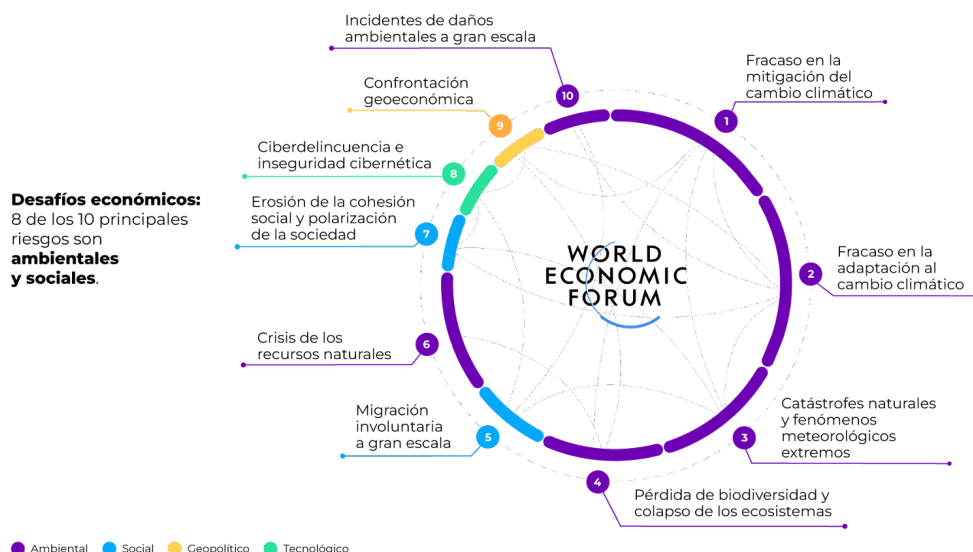 Desafíos económicos:
8 de los 10 principales
riesgos son
ambientales
y sociales.
Incidentes de daños
ambientales a gran escala
10
Confrontación
geoeconómica
9
Ciberdelincuencia e
inseguridad cibernética
8
Erosión de la cohesión
social y polarización
de la sociedad
7
Crisis de los
recursos naturales
6
Migración
involuntaria
a gran escala
5
Fracaso en la
mitigación del
cambio climático
1
Fracaso en la
adaptación al
cambio climático
2
Catástrofes naturales
y fenómenos
meteorológicos
extremos
3
Pérdida de biodiversidad y
colapso de los ecosistemas
4
WORLD
ECONOMIC
FORUM
Ambiental Social Geopolítico Tecnológico